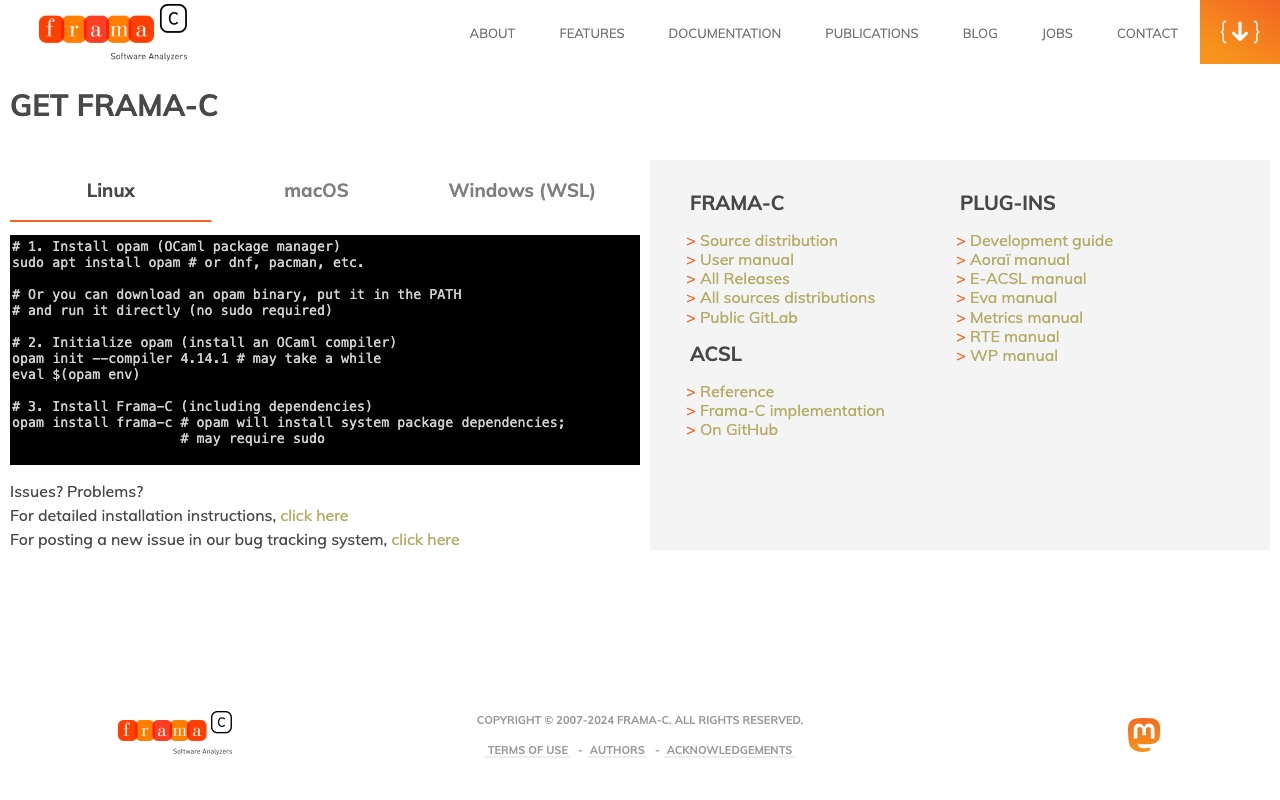 frama C
Software Analyzers
ABOUT
FEATURES
DOCUMENTATION
PUBLICATIONS
BLOG
JOBS
CONTACT
{↓}
GET FRAMA-C
Linux
macOS
Windows (WSL)
# 1. Install opam (OCaml package manager)
sudo apt install opam # or dnf, pacman, etc.
# Or you can download an opam binary, put it in the PATH
# and run it directly (no sudo required)
# 2. Initialize opam (install an OCaml compiler)
opam init --compiler 4.14.1 # may take a while
eval $(opam env)
# 3. Install Frama-C (including dependencies)
opam install frama-c # opam will install system package dependencies;
# may require sudo
Issues? Problems?
For detailed installation instructions, click here
For posting a new issue in our bug tracking system, click here
FRAMA-C
> Source distribution
> User manual
> All Releases
> All sources distributions
> Public GitLab
ACSL
> Reference
> Frama-C implementation
> On GitHub
PLUG-INS
> Development guide
> Aoraï manual
> E-ACSL manual
> Eva manual
> Metrics manual
> RTE manual
> WP manual
frama C
Software Analyzers
COPYRIGHT © 2007-2024 FRAMA-C. ALL RIGHTS RESERVED.
TERMS OF USE - AUTHORS - ACKNOWLEDGEMENTS